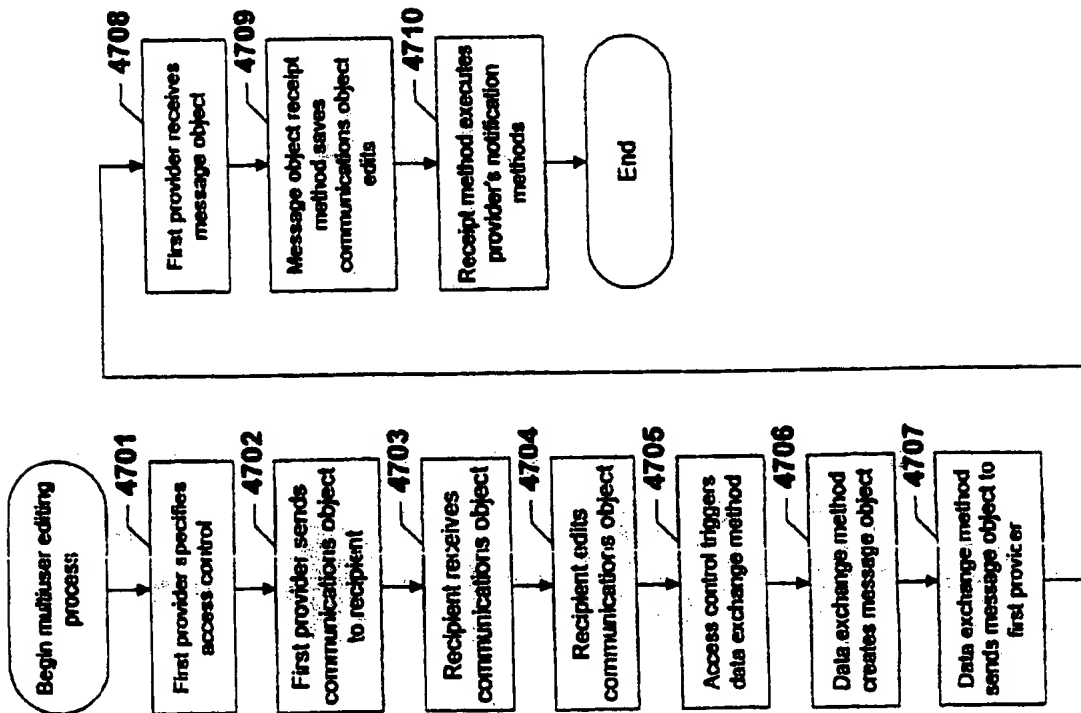 Begin multiuser editing
process
4701
First provider specifies
access control
4702
First provider sends
communications object
to recipient
4703
Recipient receives
communications object
4704
Recipient edits
communications object
4705
Access control triggers
data exchange method
4706
Data exchange method
creates message object
4707
Data exchange method
sends message object to
first provicer
4708
First provider receives
message object
4709
Message object receipt
method saves
communications object
edits
4710
Receipt method executes
provider's notification
methods
End